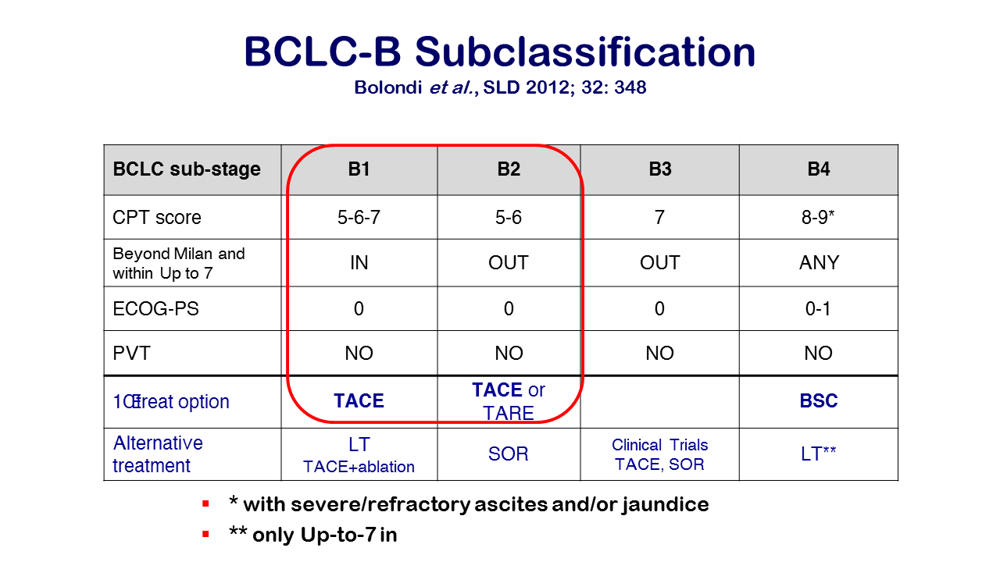 BCLC-B Subclassification
Bolondi et al., SLD 2012; 32: 348
BCLC sub-stage B1 B2 B3 B4
CPT score 5-6-7 5-6 7 8-9*
Beyond Milan and
within Up to 7 IN OUT OUT ANY
ECOG-PS 0 0 0 0-1
PVT NO NO NO NO
treat option TACE TACE or
TARE BSC
Alternative
treatment LT
TACE+ablation SOR Clinical Trials
TACE, SOR LT**
* with severe/refractory ascites and/or jaundice
** only Up-to-7 in